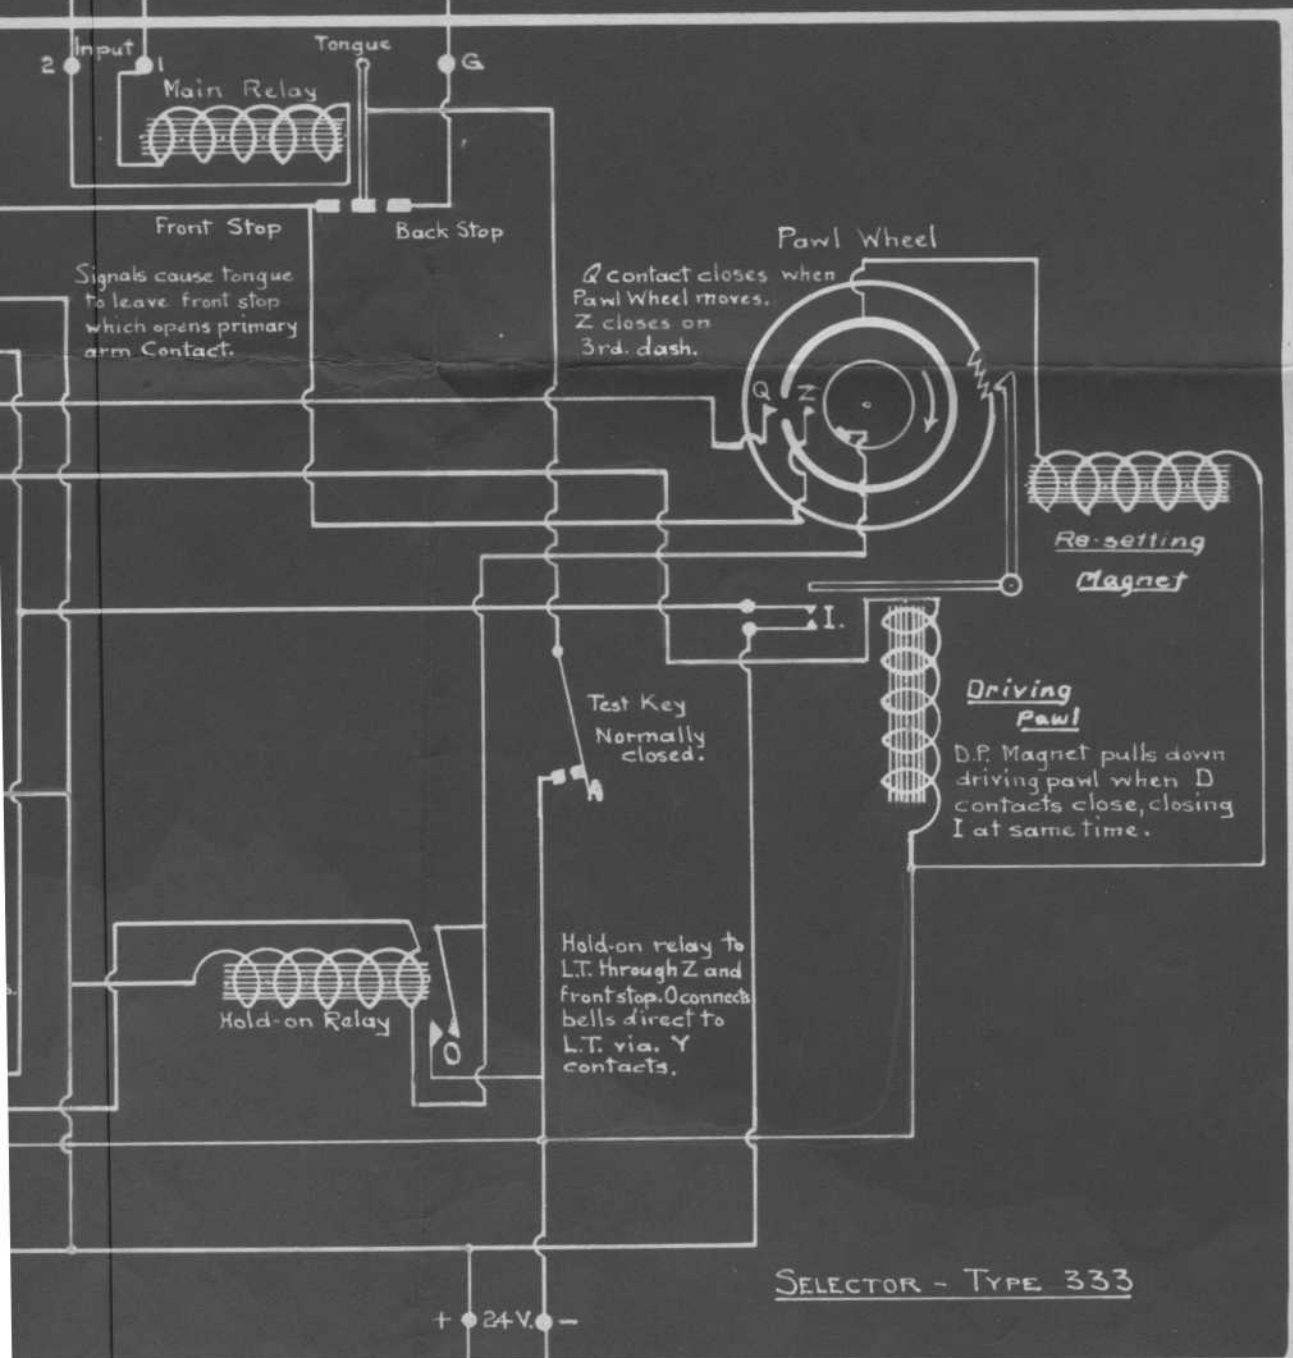 Input
Tongue
2
1
G
Main Relay
Front Stop
Back Stop
Pawl Wheel
Signals cause tongue
to leave front stop
which opens primary
arm Contact.
Q contact closes when
Pawl Wheel moves.
Z closes on
3rd. dash.
Q
Z
Re-setting
Magnet
I.
Test Key
Normally
closed.
Driving
Pawl
D.P. Magnet pulls down
driving pawl when D
contacts close, closing
I at same time.
Hold-on relay to
L.T. through Z and
front stop. O connects
bells direct to
L.T. via. Y
contacts.
Hold-on Relay
O
SELECTOR - TYPE 333
+ 24V. -